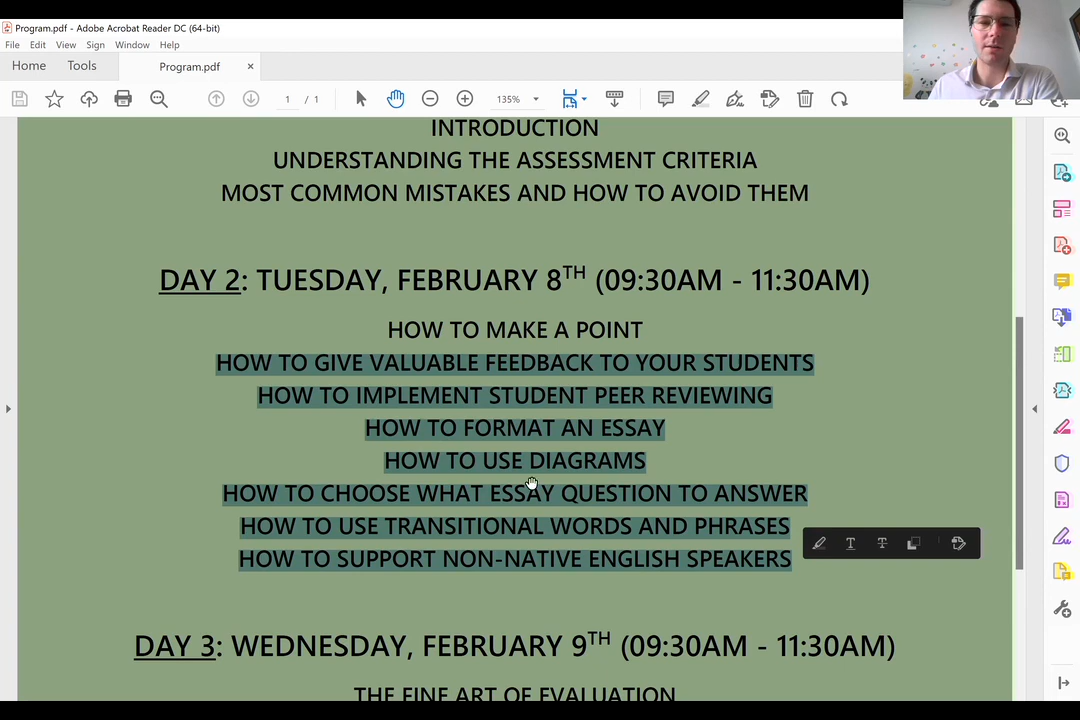 Program.pdf - Adobe Acrobat Reader DC (64-bit)
File Edit View Sign Window Help
Home Tools Program.pdf ×
1 / 1 135%
INTRODUCTION
UNDERSTANDING THE ASSESSMENT CRITERIA
MOST COMMON MISTAKES AND HOW TO AVOID THEM
DAY 2: TUESDAY, FEBRUARY 8TH (09:30AM - 11:30AM)
HOW TO MAKE A POINT
HOW TO GIVE VALUABLE FEEDBACK TO YOUR STUDENTS
HOW TO IMPLEMENT STUDENT PEER REVIEWING
HOW TO FORMAT AN ESSAY
HOW TO USE DIAGRAMS
HOW TO CHOOSE WHAT ESSAY QUESTION TO ANSWER
HOW TO USE TRANSITIONAL WORDS AND PHRASES
HOW TO SUPPORT NON-NATIVE ENGLISH SPEAKERS
DAY 3: WEDNESDAY, FEBRUARY 9TH (09:30AM - 11:30AM)
THE FINE ART OF EVALUATION